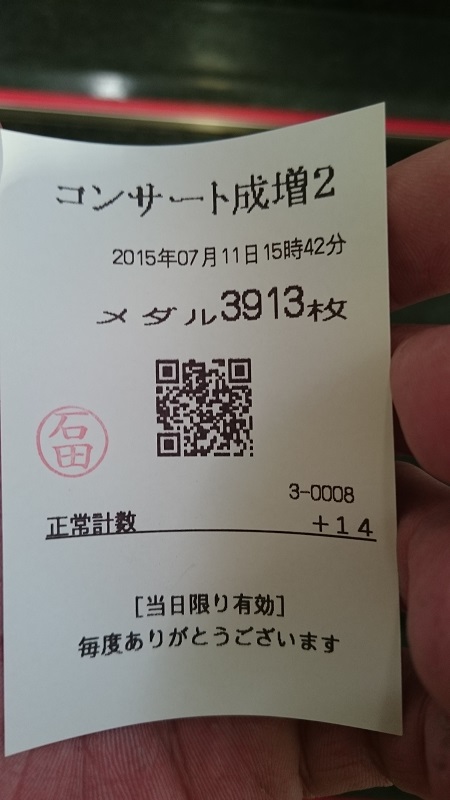 コンサート成増2
2015年07月11日15時42分
メダル3913枚
石田
3-0008
正常計数 +14
[当日限り有効]
毎度ありがとうございます